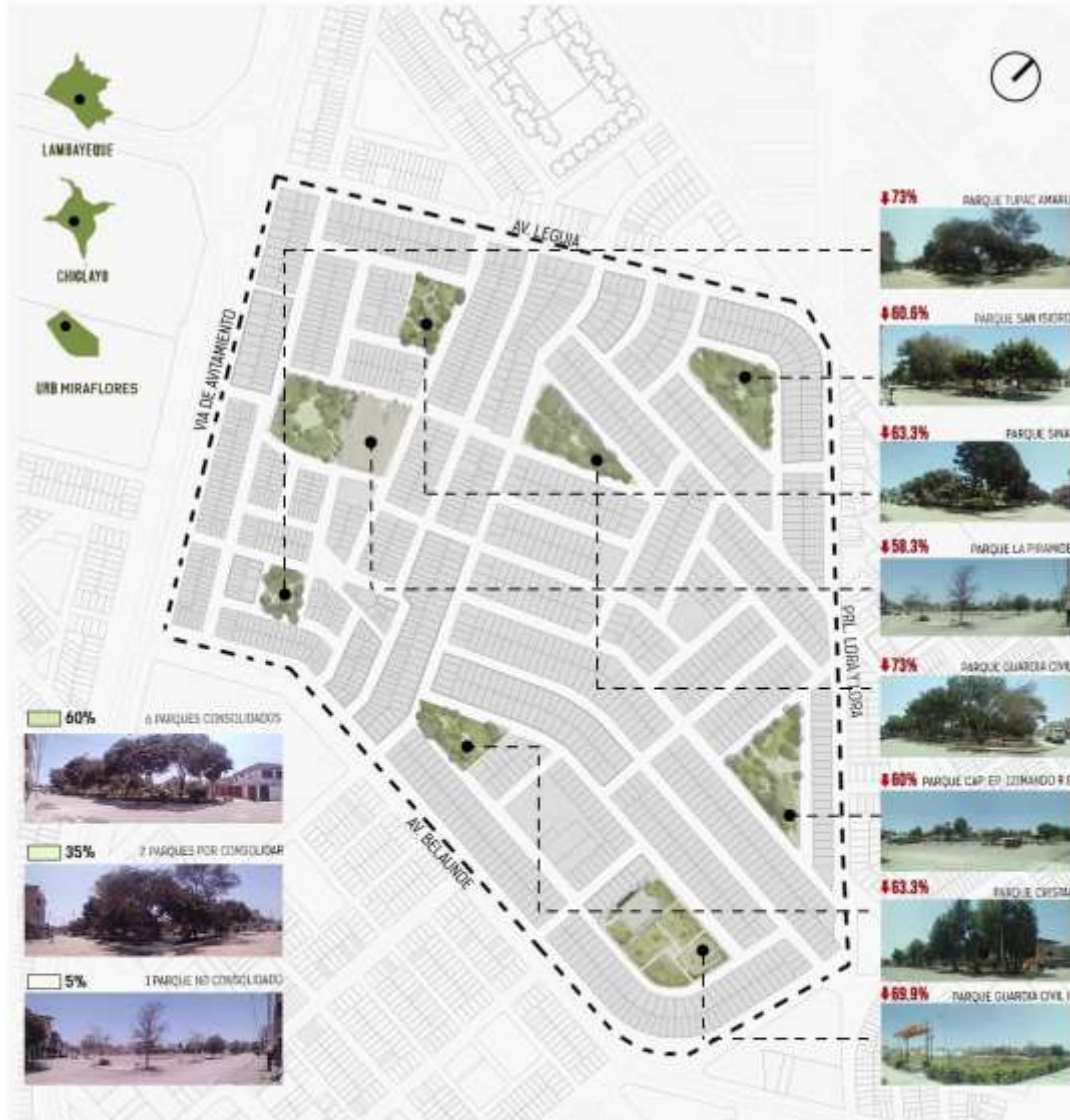 LAMBAYEQUE
CHICLAYO
URB MIRAFLORES
AV. LEGUIA
VIA DE AVITAMIENTO
PRL. LORA Y LORA
AV. BELAUNDE
60% 6 PARQUES CONSOLIDADOS
35% 2 PARQUES POR CONSOLIDAR
5% 1 PARQUE NO CONSOLIDADO
73% PARQUE TUPAC AMARU
60.6% PARQUE SAN ISIDRO
63.3% PARQUE SINA
58.3% PARQUE LA PIRAMIDE
73% PARQUE GUARDIA CIVIL
60% PARQUE CAP. EP.
63.3% PARQUE CRISTA
69.9% PARQUE GUARDIA CIVIL I